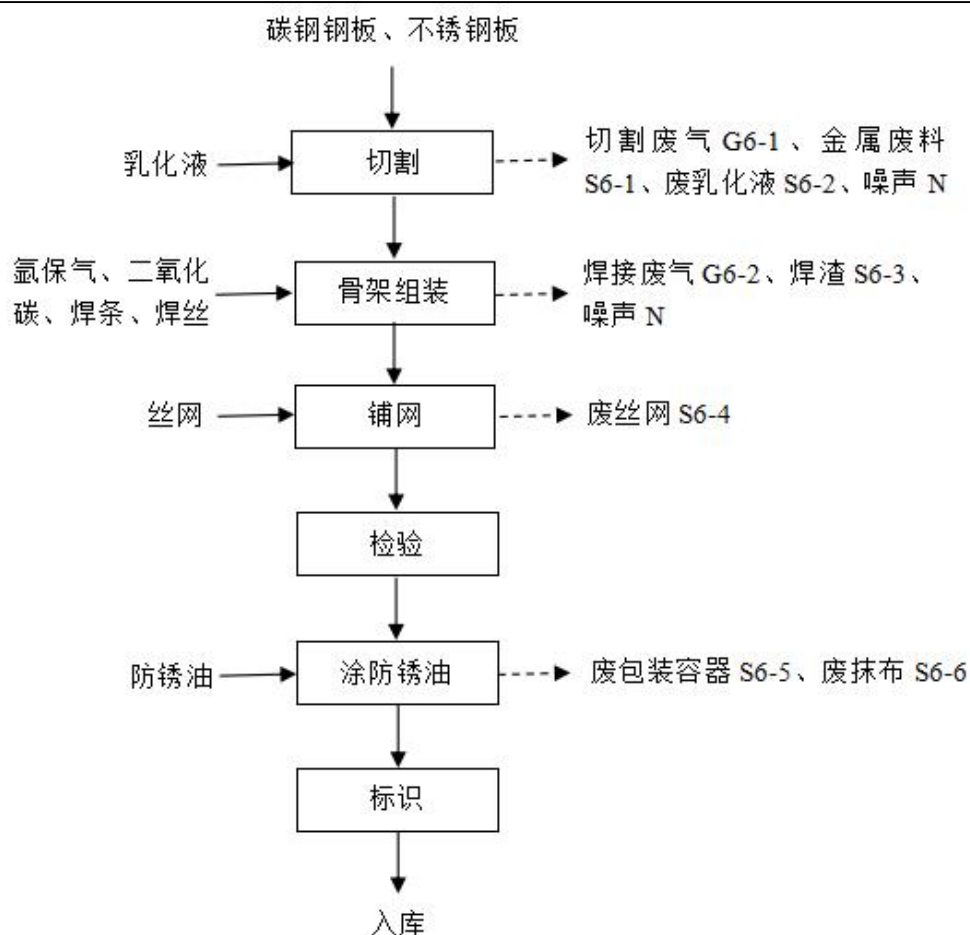 碳钢钢板、不锈钢板
乳化液
切割
切割废气 G6-1、金属废料
S6-1、废乳化液 S6-2、噪声 N
氩保气、二氧化
碳、焊条、焊丝
骨架组装
焊接废气 G6-2、焊渣 S6-3、
噪声 N
丝网
铺网
废丝网 S6-4
检验
防锈油
涂防锈油
废包装容器 S6-5、废抹布 S6-6
标识
入库